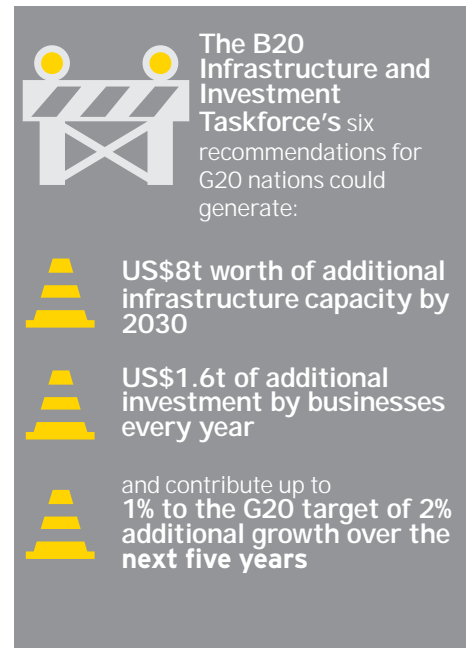 The B20
Infrastructure and
Investment
Taskforce's six
recommendations for
G20 nations could
generate:
US$8t worth of additional
infrastructure capacity by
2030
US$1.6t of additional
investment by businesses
every year
and contribute up to
1% to the G20 target of 2%
additional growth over the
next five years